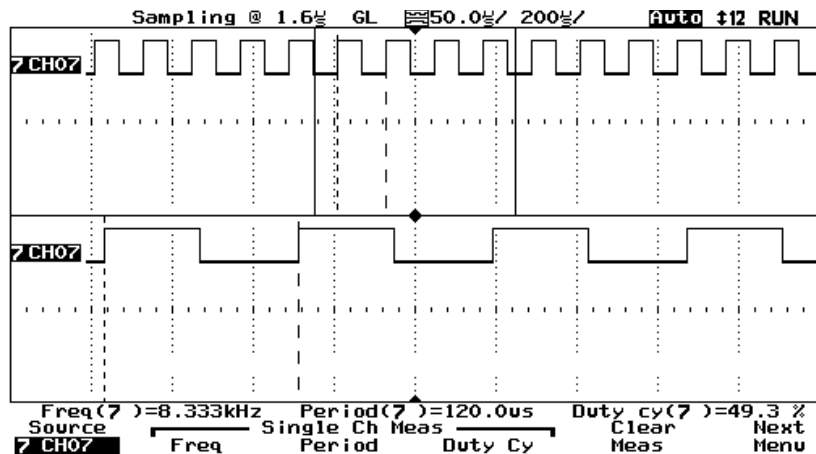 Sampling @ 1.6µs GL 50.0µs/ 200µs/ Auto ↕12 RUN
7 CH07
7 CH07
Freq(7 )=8.333kHz Period(7 )=120.0us Duty cy(7 )=49.3 %
Source Single Ch Meas Clear Next
7 CH07 Freq Period Duty Cy Meas Menu